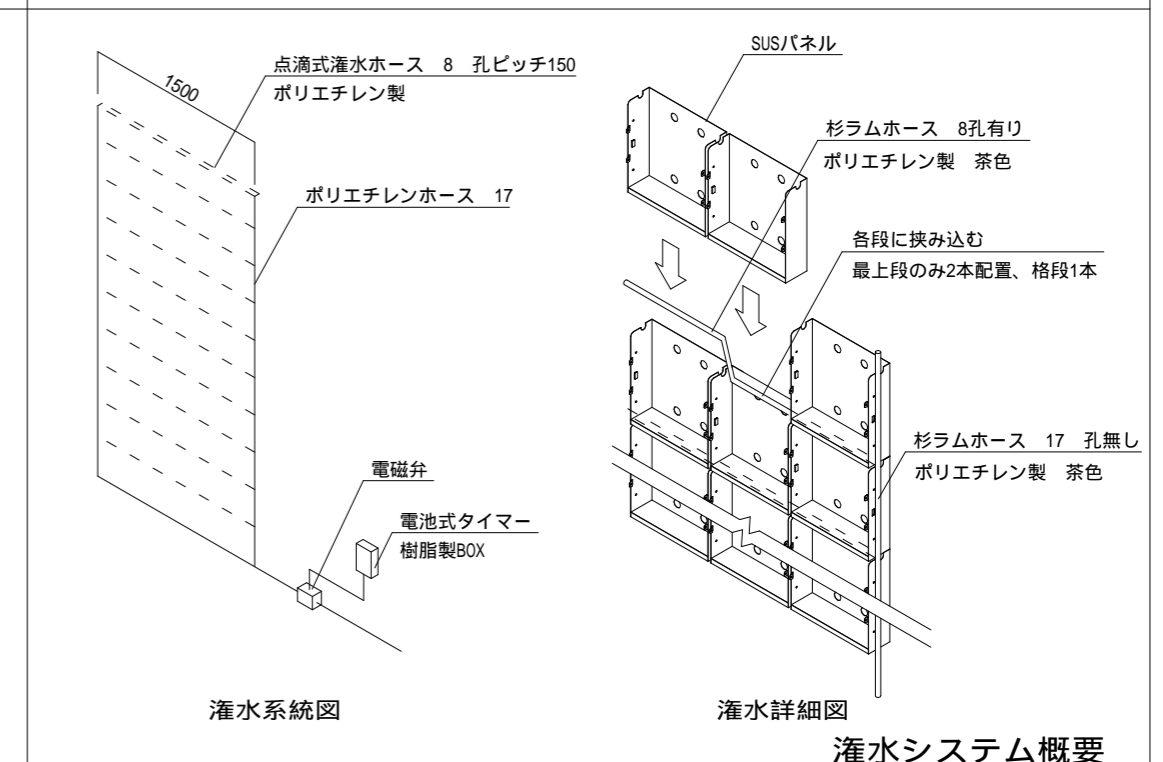 1500
点滴式潅水ホース 8 孔ピッチ150
ポリエチレン製
ポリエチレンホース 17
電磁弁
電池式タイマー
樹脂製BOX
潅水系統図
SUSパネル
杉ラムホース 8孔有り
ポリエチレン製 茶色
各段に挟み込む
最上段のみ2本配置、格段1本
杉ラムホース 17 孔無し
ポリエチレン製 茶色
潅水詳細図
潅水システム概要